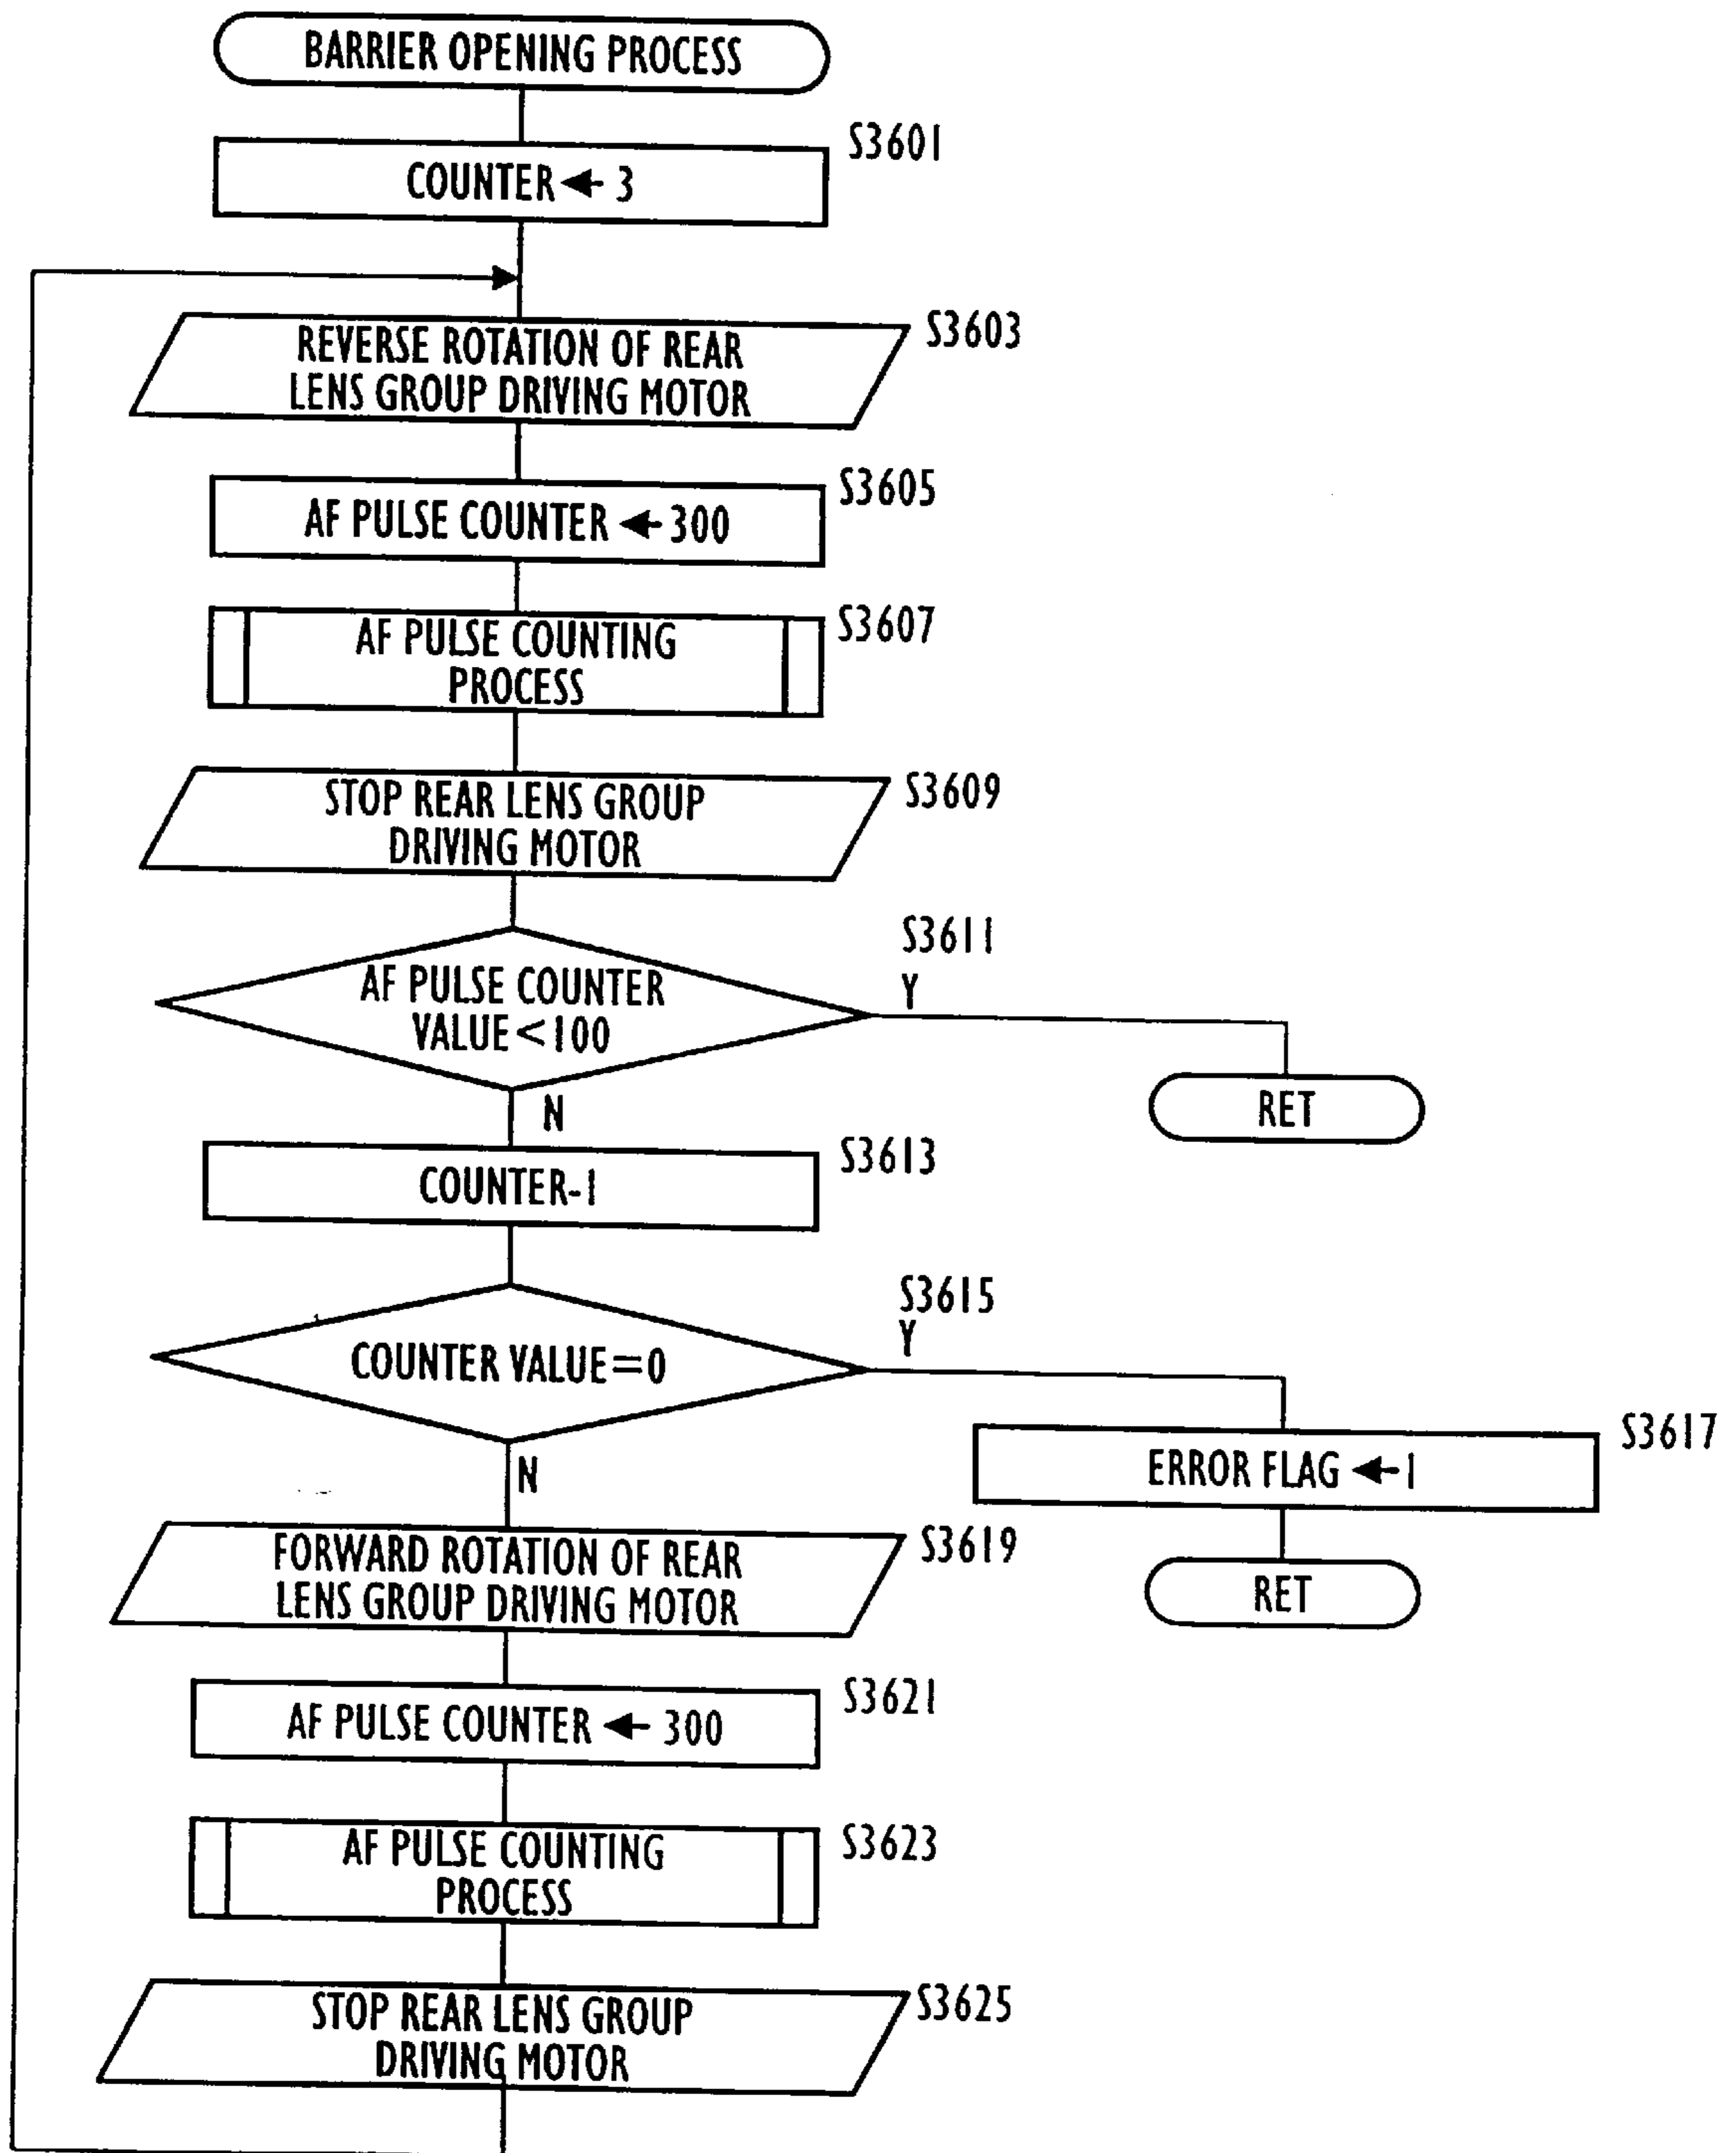 BARRIER OPENING PROCESS
S3601
COUNTER ← 3
S3603
REVERSE ROTATION OF REAR
LENS GROUP DRIVING MOTOR
S3605
AF PULSE COUNTER ← 300
S3607
AF PULSE COUNTING
PROCESS
S3609
STOP REAR LENS GROUP
DRIVING MOTOR
S3611
Y
AF PULSE COUNTER
VALUE<100
RET
N
S3613
COUNTER-1
S3615
Y
COUNTER VALUE=0
S3617
ERROR FLAG ← 1
N
S3619
FORWARD ROTATION OF REAR
LENS GROUP DRIVING MOTOR
RET
S3621
AF PULSE COUNTER ← 300
S3623
AF PULSE COUNTING
PROCESS
S3625
STOP REAR LENS GROUP
DRIVING MOTOR